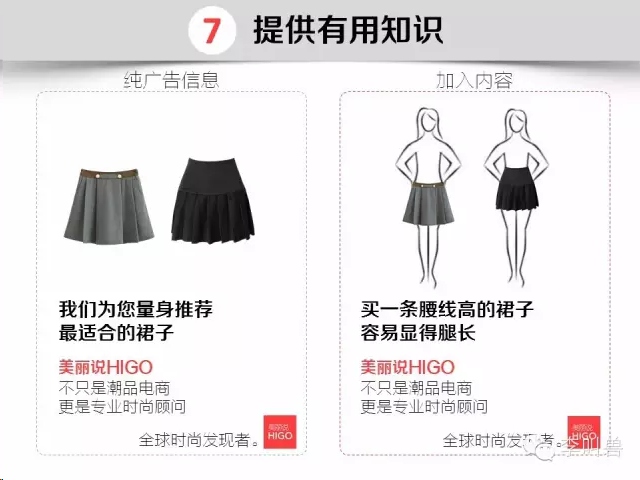 7 提供有用知识
纯广告信息
我们为您量身推荐
最适合的裙子
美丽说HIGO
不只是潮品电商
更是专业时尚顾问
全球时尚发现者。
美丽说
HIGO
加入内容
买一条腰线高的裙子
容易显得腿长
美丽说HIGO
不只是潮品电商
更是专业时尚顾问
全球时尚发现者。
美丽说
HIGO
李叫兽